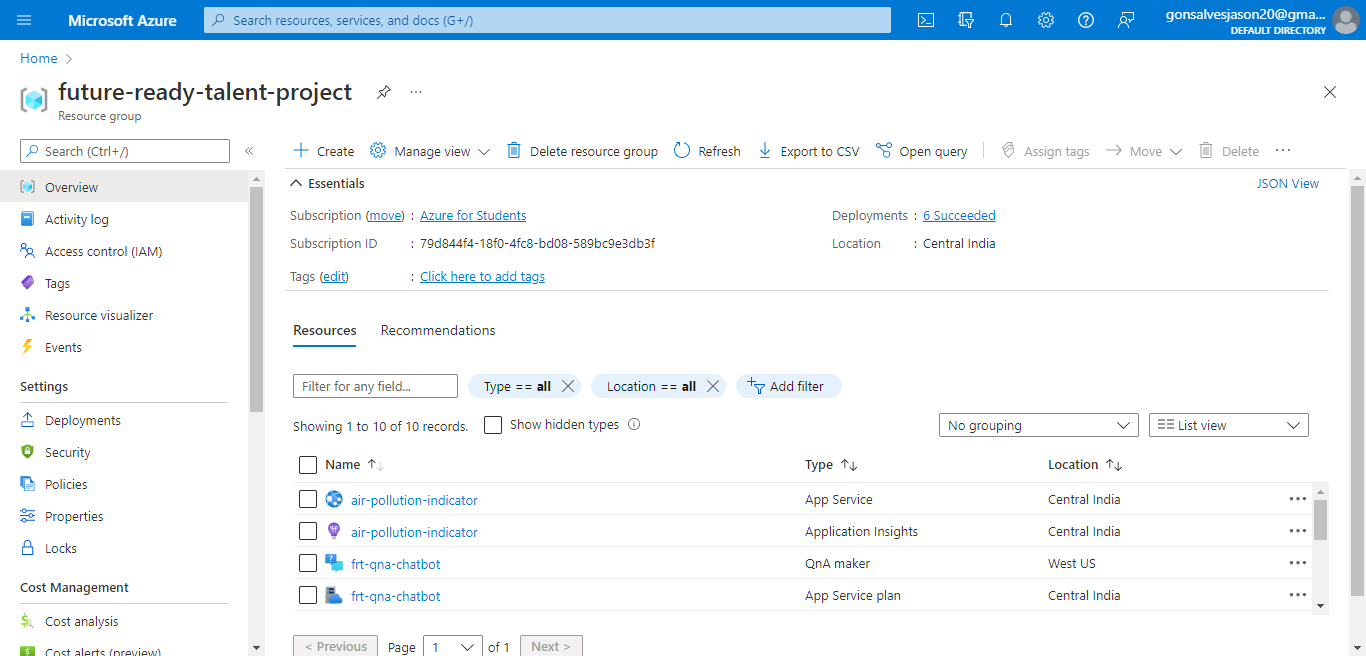 Microsoft Azure
Search resources, services, and docs (G+/)
gonsalvesjason20@gma...
DEFAULT DIRECTORY
Home
future-ready-talent-project
Resource group
Search (Ctrl+/)
Overview
Activity log
Access control (IAM)
Tags
Resource visualizer
Events
Settings
Deployments
Security
Policies
Properties
Locks
Cost Management
Cost analysis
Cost alerts (preview)
Create Manage view Delete resource group Refresh Export to CSV Open query Assign tags Move Delete
Essentials JSON View
Subscription (move) : Azure for Students Deployments : 6 Succeeded
Subscription ID : 79d844f4-18f0-4fc8-bd08-589bc9e3db3f Location : Central India
Tags (edit) : Click here to add tags
Resources Recommendations
Filter for any field... Type == all Location == all Add filter
Showing 1 to 10 of 10 records. Show hidden types No grouping List view
Name Type Location
air-pollution-indicator App Service Central India
air-pollution-indicator Application Insights Central India
frt-qna-chatbot QnA maker West US
frt-qna-chatbot App Service plan Central India
< Previous Page 1 of 1 Next >